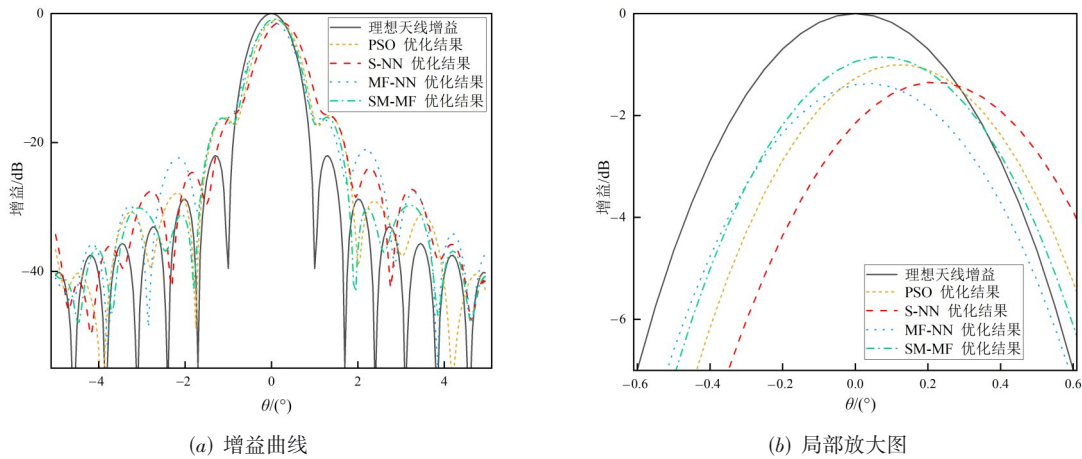 0
−20
−40
−4
−2
0
2
4
增益/dB
θ/(°)
理想天线增益
PSO 优化结果
S-NN 优化结果
MF-NN 优化结果
SM-MF 优化结果
(a) 增益曲线
0
−2
−4
−6
−0.6
−0.4
−0.2
0.0
0.2
0.4
0.6
增益/dB
θ/(°)
理想天线增益
PSO 优化结果
S-NN 优化结果
MF-NN 优化结果
SM-MF 优化结果
(b) 局部放大图